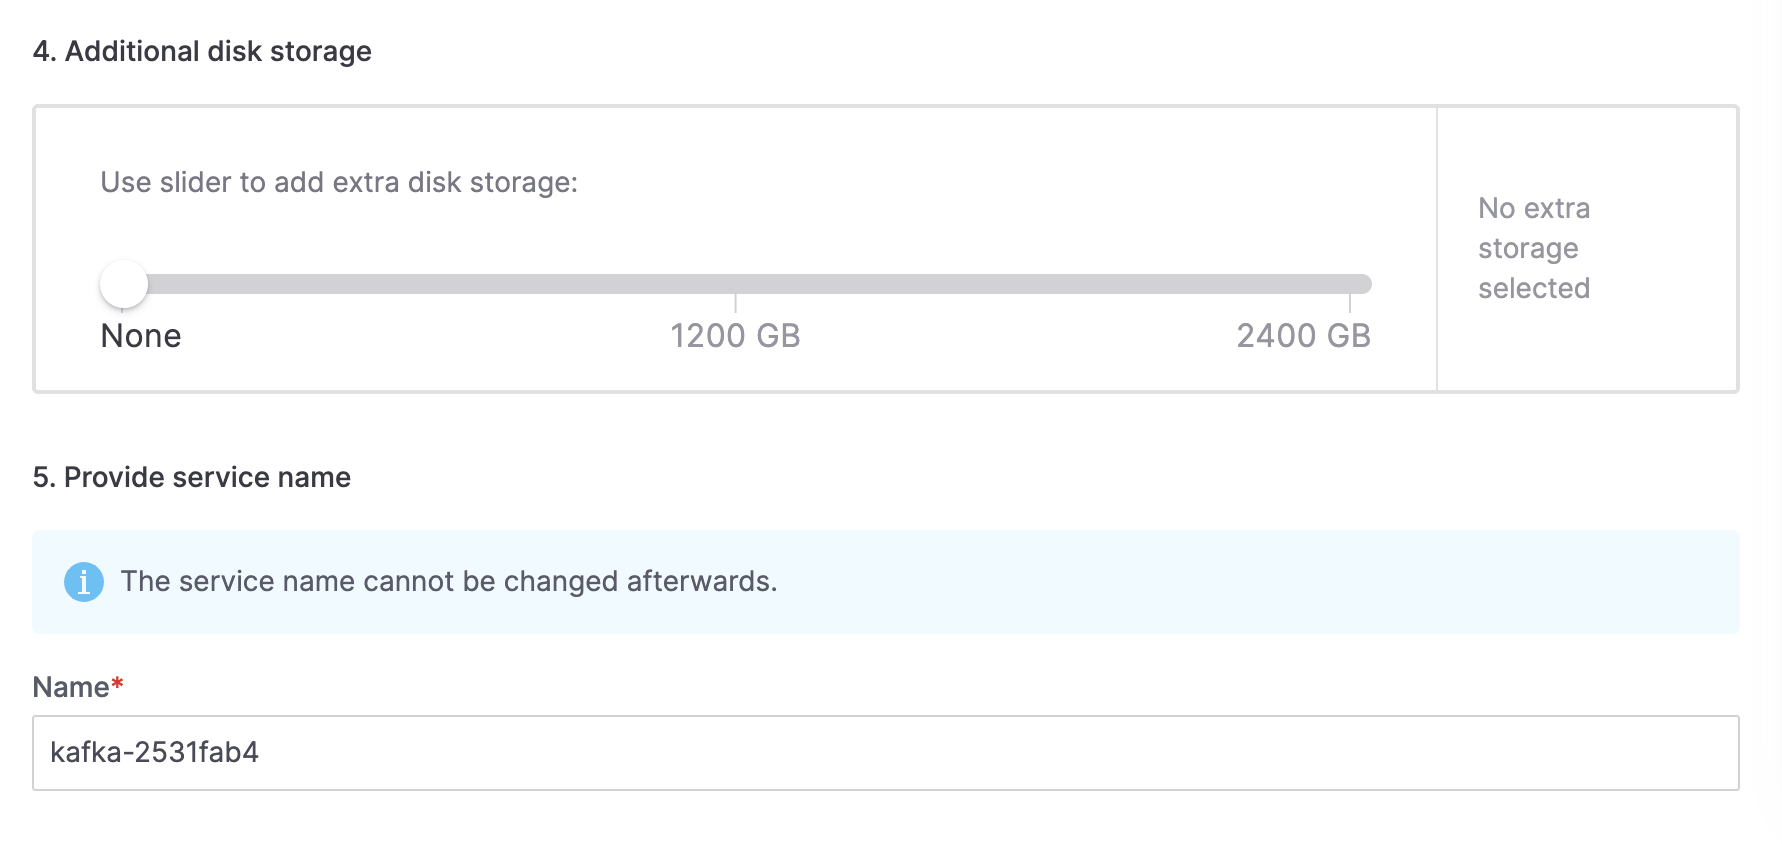 4. Additional disk storage
Use slider to add extra disk storage:
None
1200 GB
2400 GB
No extra
storage
selected
5. Provide service name
i
The service name cannot be changed afterwards.
Name*
kafka-2531fab4